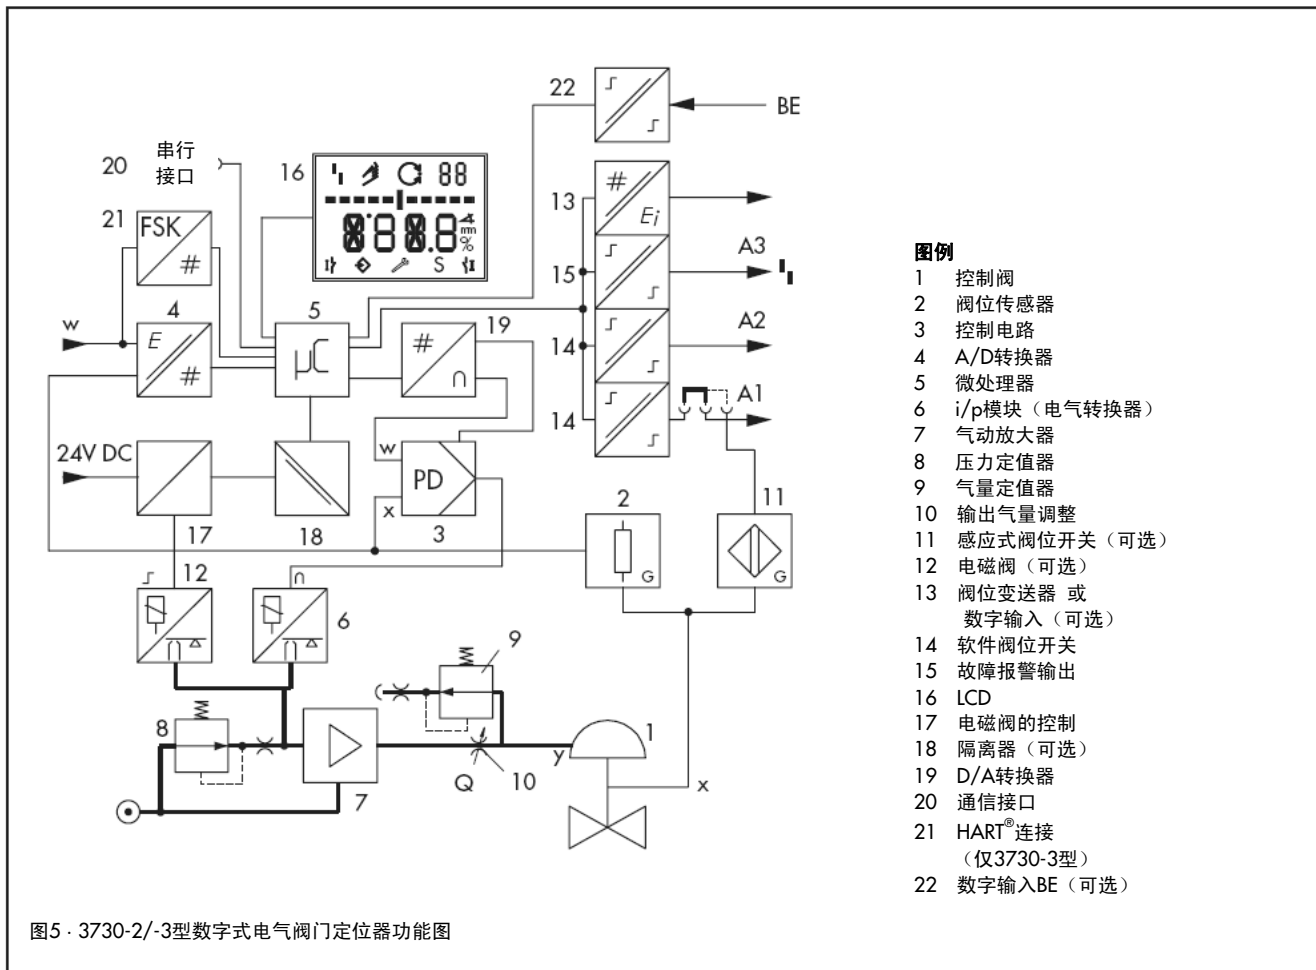 22
BE
20
串行
接口
16
88
mm
%
S
13
#
Ei
21
FSK
#
15
A3
w
4
E
#
5
µC
19
#
∩
14
A2
14
A1
24V DC
w
PD
x
17
18
3
2
G
11
G
12
∩
6
9
8
7
Q
10
y
1
x
图例
1 控制阀
2 阀位传感器
3 控制电路
4 A/D转换器
5 微处理器
6 i/p模块（电气转换器）
7 气动放大器
8 压力定值器
9 气量定值器
10 输出气量调整
11 感应式阀位开关（可选）
12 电磁阀（可选）
13 阀位变送器 或
数字输入（可选）
14 软件阀位开关
15 故障报警输出
16 LCD
17 电磁阀的控制
18 隔离器（可选）
19 D/A转换器
20 通信接口
21 HART®连接
（仅3730-3型）
22 数字输入BE（可选）
图5 · 3730-2/-3型数字式电气阀门定位器功能图